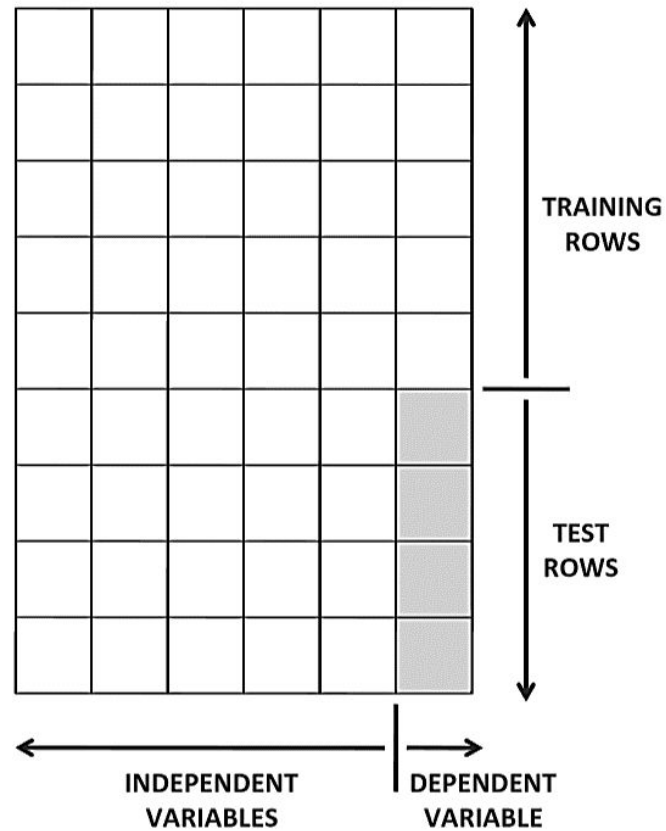 TRAINING
ROWS
TEST
ROWS
INDEPENDENT
VARIABLES
DEPENDENT
VARIABLE